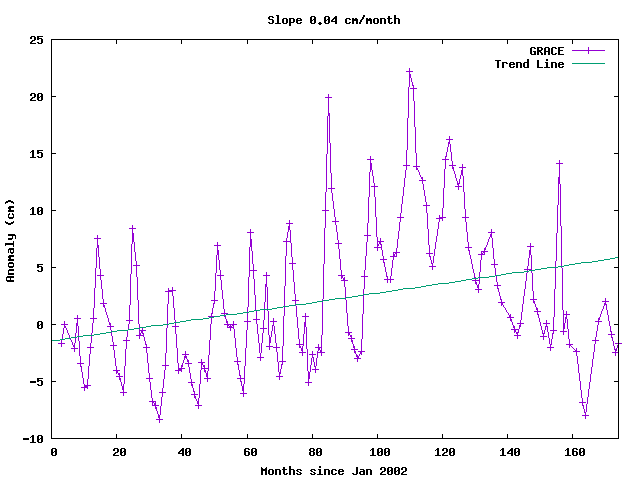 Slope 0.04 cm/month
GRACE
Trend Line
Anomaly (cm)
25
20
15
10
5
0
-5
-10
0 20 40 60 80 100 120 140 160
Months since Jan 2002